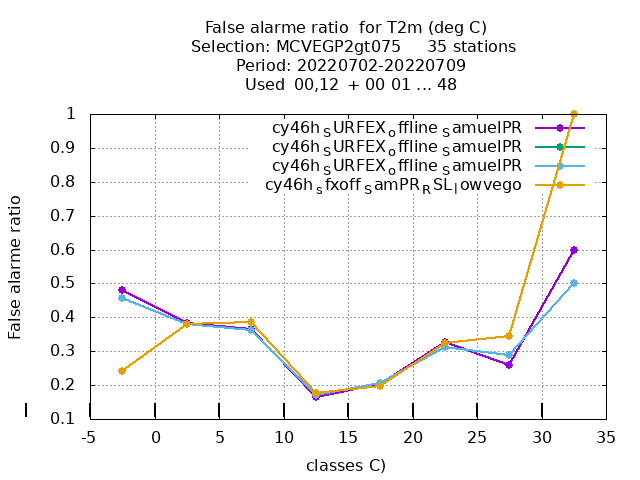 False alarme ratio for T2m (deg C)
Selection: MCVEGP2gt075 35 stations
Period: 20220702-20220709
Used 00,12 + 00 01 ... 48
cy46h_SURFEX_offline_SamuelPR
cy46h_SURFEX_offline_SamuelPR
cy46h_SURFEX_offline_SamuelPR
cy46h_sfxoff_SamPR_RSL_lowvego
False alarme ratio
1
0.9
0.8
0.7
0.6
0.5
0.4
0.3
0.2
0.1
-5 0 5 10 15 20 25 30 35
classes C)